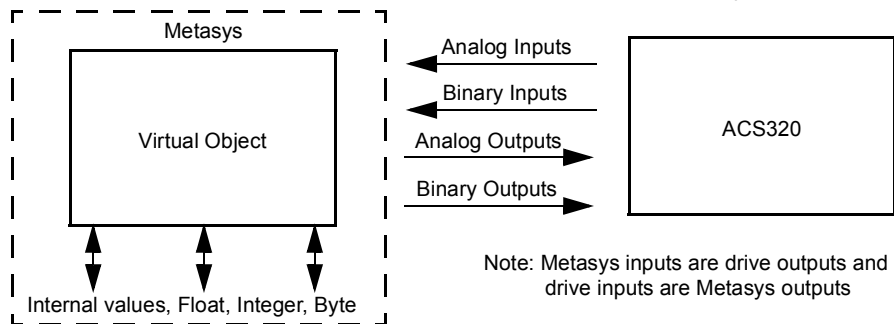 Metasys
Virtual Object
Internal values, Float, Integer, Byte
Analog Inputs
Binary Inputs
Analog Outputs
Binary Outputs
ACS320
Note: Metasys inputs are drive outputs and
drive inputs are Metasys outputs